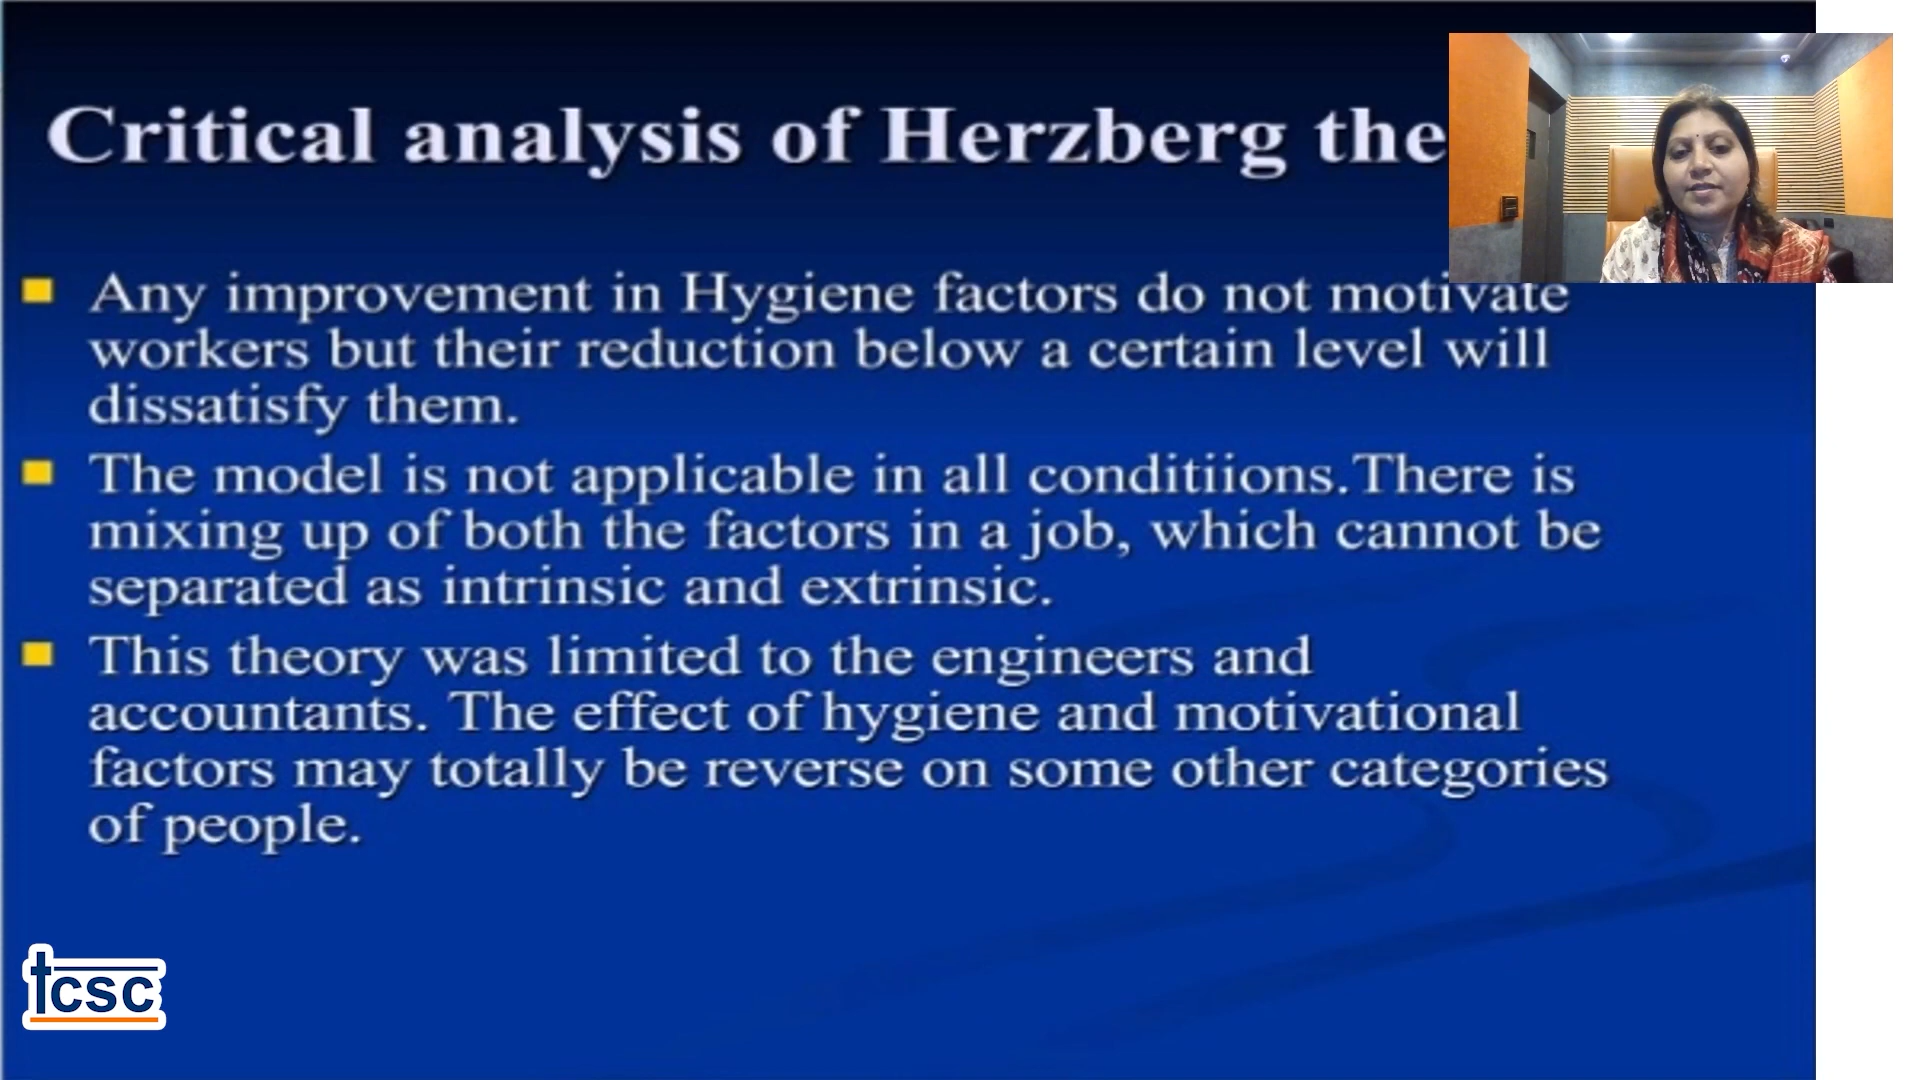 Critical analysis of Herzberg the
Any improvement in Hygiene factors do not motivate
workers but their reduction below a certain level will
dissatisfy them.
The model is not applicable in all conditiions.There is
mixing up of both the factors in a job, which cannot be
separated as intrinsic and extrinsic.
This theory was limited to the engineers and
accountants. The effect of hygiene and motivational
factors may totally be reverse on some other categories
of people.
tcsc